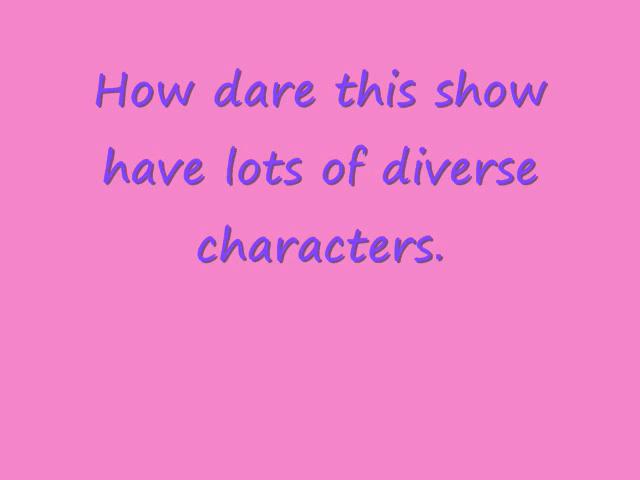 How dare this show
have lots of diverse
characters.